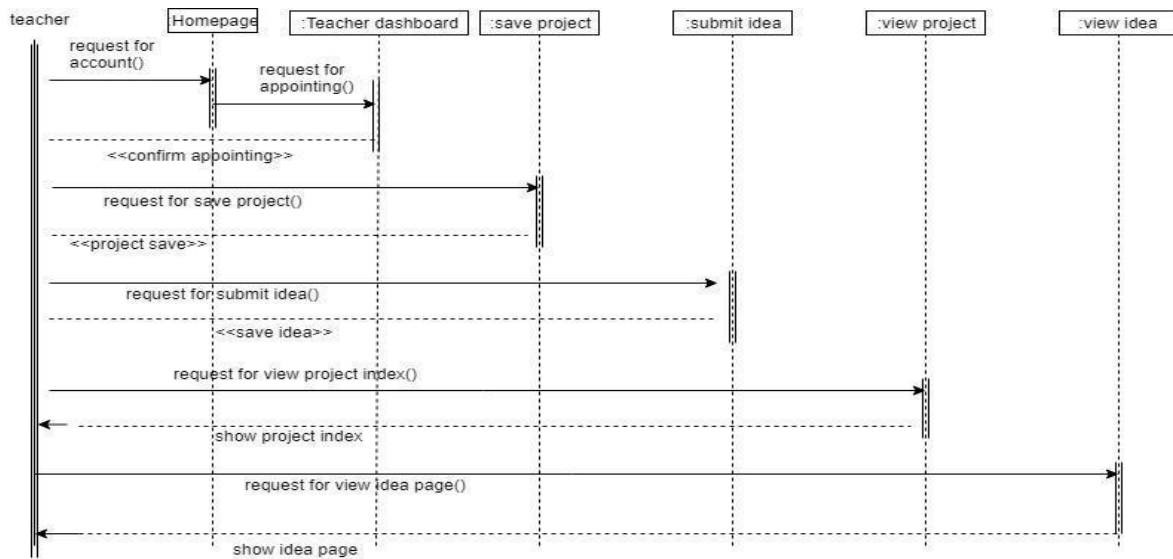 teacher
:Homepage
:Teacher dashboard
:save project
:submit idea
:view project
:view idea
request for
account()
request for
appointing()
<<confirm appointing>>
request for save project()
<<project save>>
request for submit idea()
<<save idea>>
request for view project index()
show project index
request for view idea page()
show idea page